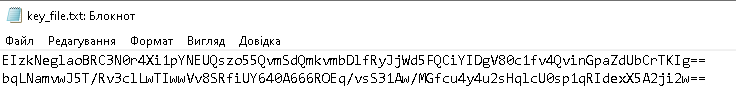 key_file.txt: Блокнот
Файл Редагування Формат Вигляд Довідка
EIzkNeglaoBRC3N0r4Xi1pYNEUQszo55QvmSdQmkvmbDlfRyJjWd5FQCiYIDgV80c1fv4QvinGpaZdUbCrTKIg==
bqLNamvwJ5T/Rv3clLwTIwwVv8SRfiUY640A666ROEq/vsS31Aw/MGfcu4y4u2sHqlcU0sp1qRIdexX5A2ji2w==